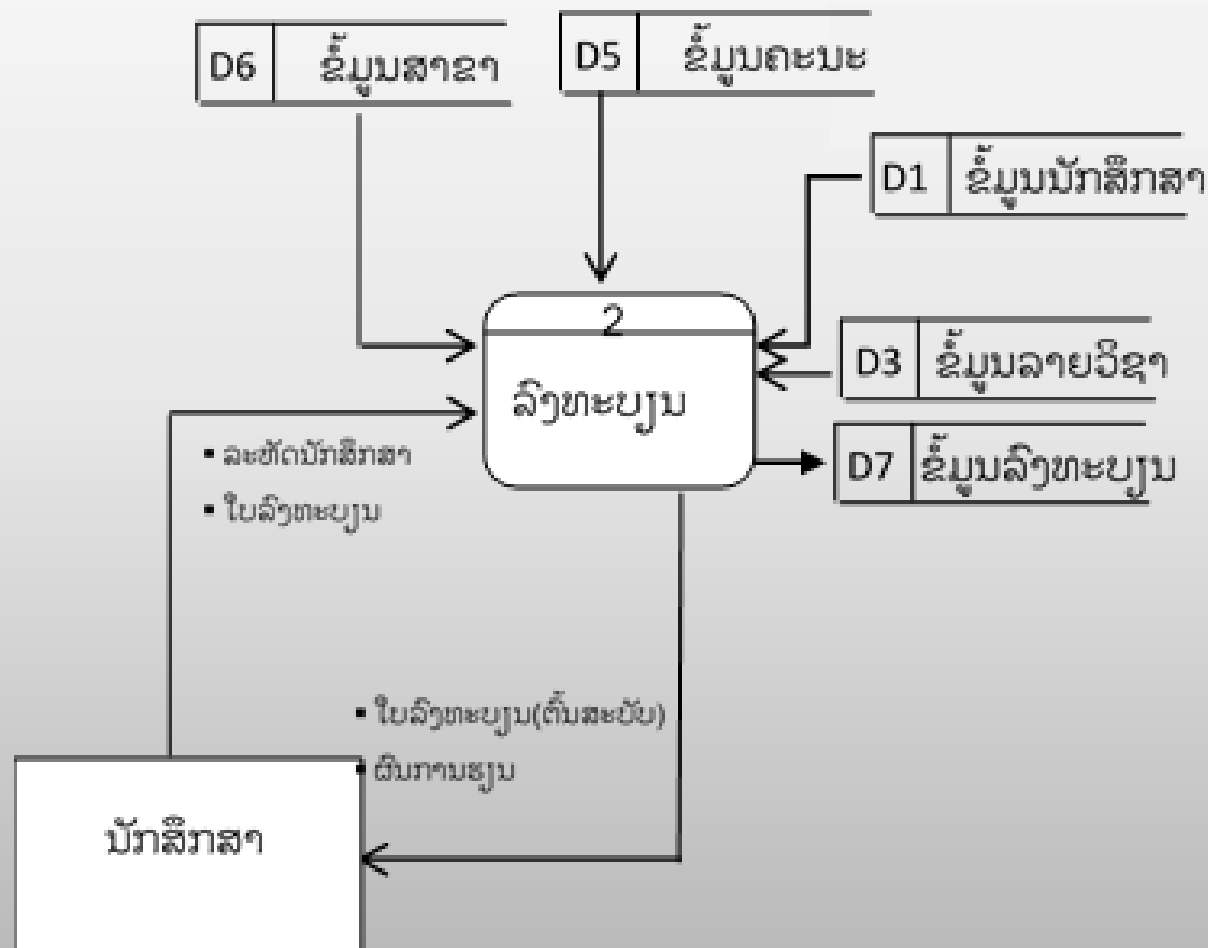 D6 ຂໍ້ມູນສາຂາ
D5 ຂໍ້ມູນຄະນະ
D1 ຂໍ້ມູນນັກສຶກສາ
2
ລົງທະບຽນ
D3 ຂໍ້ມູນລາຍວິຊາ
D7 ຂໍ້ມູນລົງທະບຽນ
▪ ລະຫັດນັກສຶກສາ
▪ ໃບລົງທະບຽນ
▪ ໃບລົງທະບຽນ(ຕົ້ນສະບັບ)
▪ ຜົນການຮຽນ
ນັກສຶກສາ